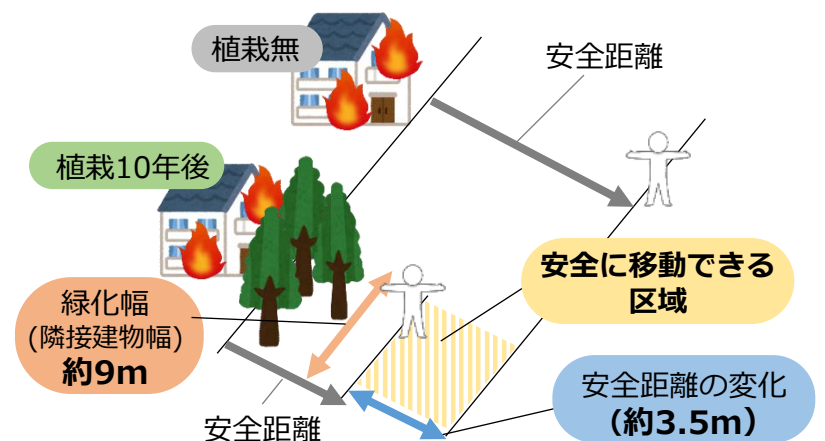 植栽無
安全距離
植栽10年後
安全に移動できる
区域
緑化幅
(隣接建物幅)
約9m
安全距離の変化
（約3.5m）
安全距離